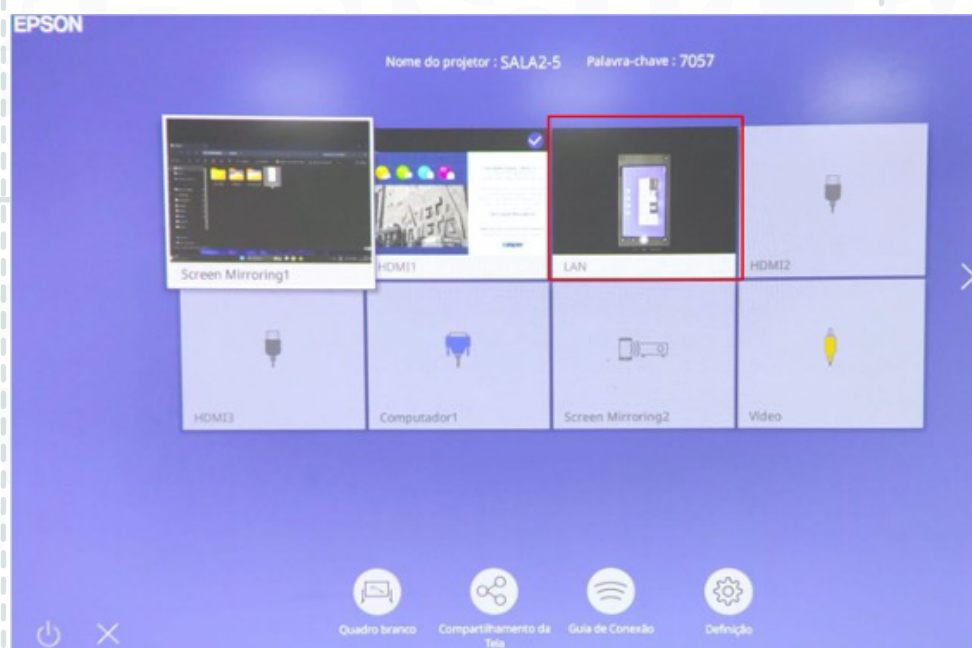 EPSON
Nome do projetor : SALA2-5 Palavra-chave : 7057
Screen Mirroring1
HDMI1
LAN
HDMI2
HDMI3
Computador1
Screen Mirroring2
Vídeo
Quadro branco
Compartilhamento da
Tela
Guia de Conexão
Definição